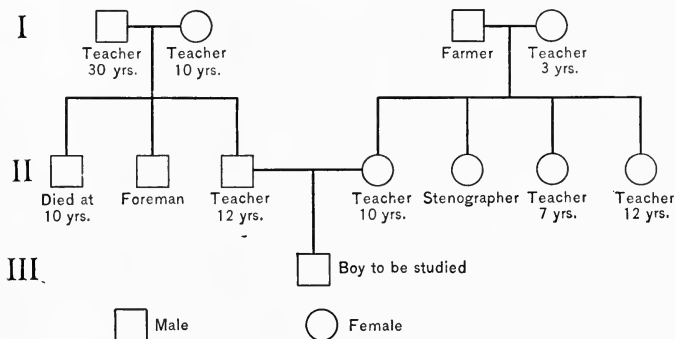 I
Teacher
30 yrs.
Teacher
10 yrs.
Farmer
Teacher
3 yrs.
II
Died at
10 yrs.
Foreman
Teacher
12 yrs.
Teacher
10 yrs.
Stenographer
Teacher
7 yrs.
Teacher
12 yrs.
III
Boy to be studied
Male
Female